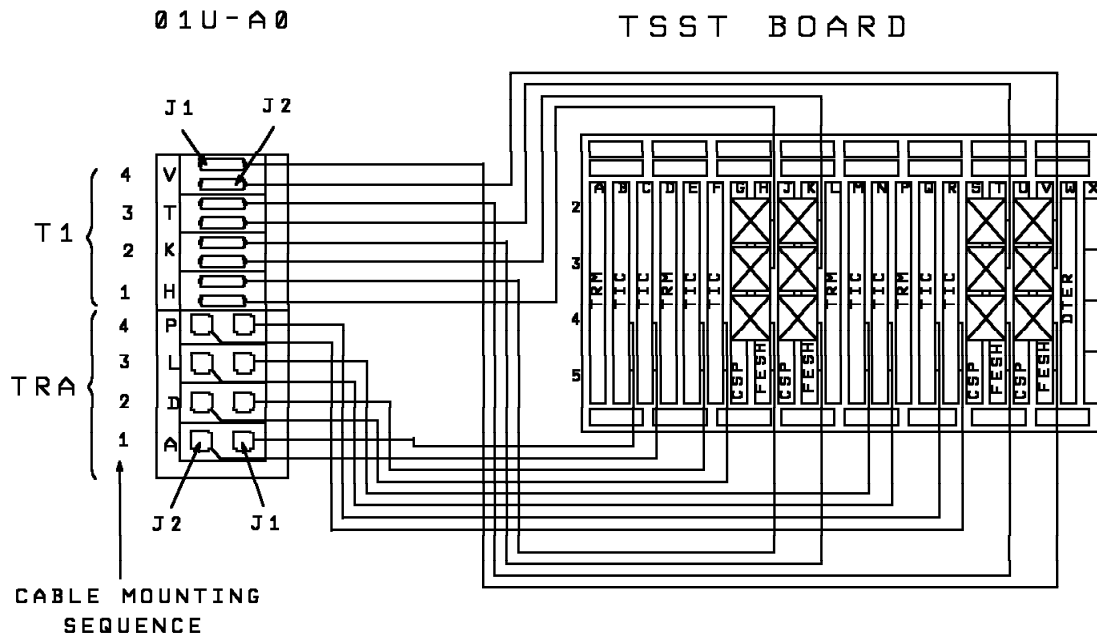 01U-A0
TSST BOARD
J1 J2
4 V
3 T
T1
2 K
1 H
4 P
3 L
TRA
2 D
1 A
J2 J1
CABLE MOUNTING
SEQUENCE
A B C D E F G H J K L M N P Q R S T U V W X
2
3
4
5
TRM TIC TIC TRM TIC TIC CSP FESH CSP FESH TRM TIC TIC TRM TIC TIC CSP FESH CSP FESH DTER